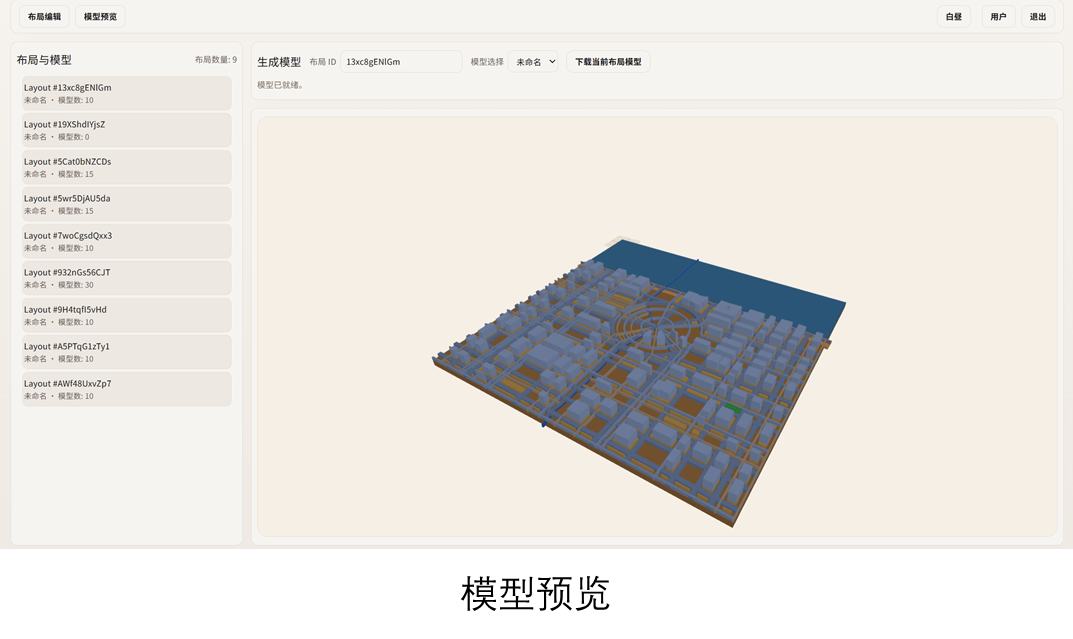 布局编辑 模型预览 白昼 用户 退出
布局与模型 布局数量: 9
Layout #13xc8gENlGm
未命名 · 模型数: 10
Layout #19XShdIYjsZ
未命名 · 模型数: 0
Layout #5Cat0bNZCDs
未命名 · 模型数: 15
Layout #5wr5DjAU5da
未命名 · 模型数: 15
Layout #7woCgsdQxx3
未命名 · 模型数: 10
Layout #932nGs56CJT
未命名 · 模型数: 30
Layout #9H4tqfl5vHd
未命名 · 模型数: 10
Layout #A5PTqG1zTy1
未命名 · 模型数: 10
Layout #AWf48UxvZp7
未命名 · 模型数: 10
生成模型 布局 ID 13xc8gENlGm 模型选择 未命名 下载当前布局模型
模型已就绪。
模型预览